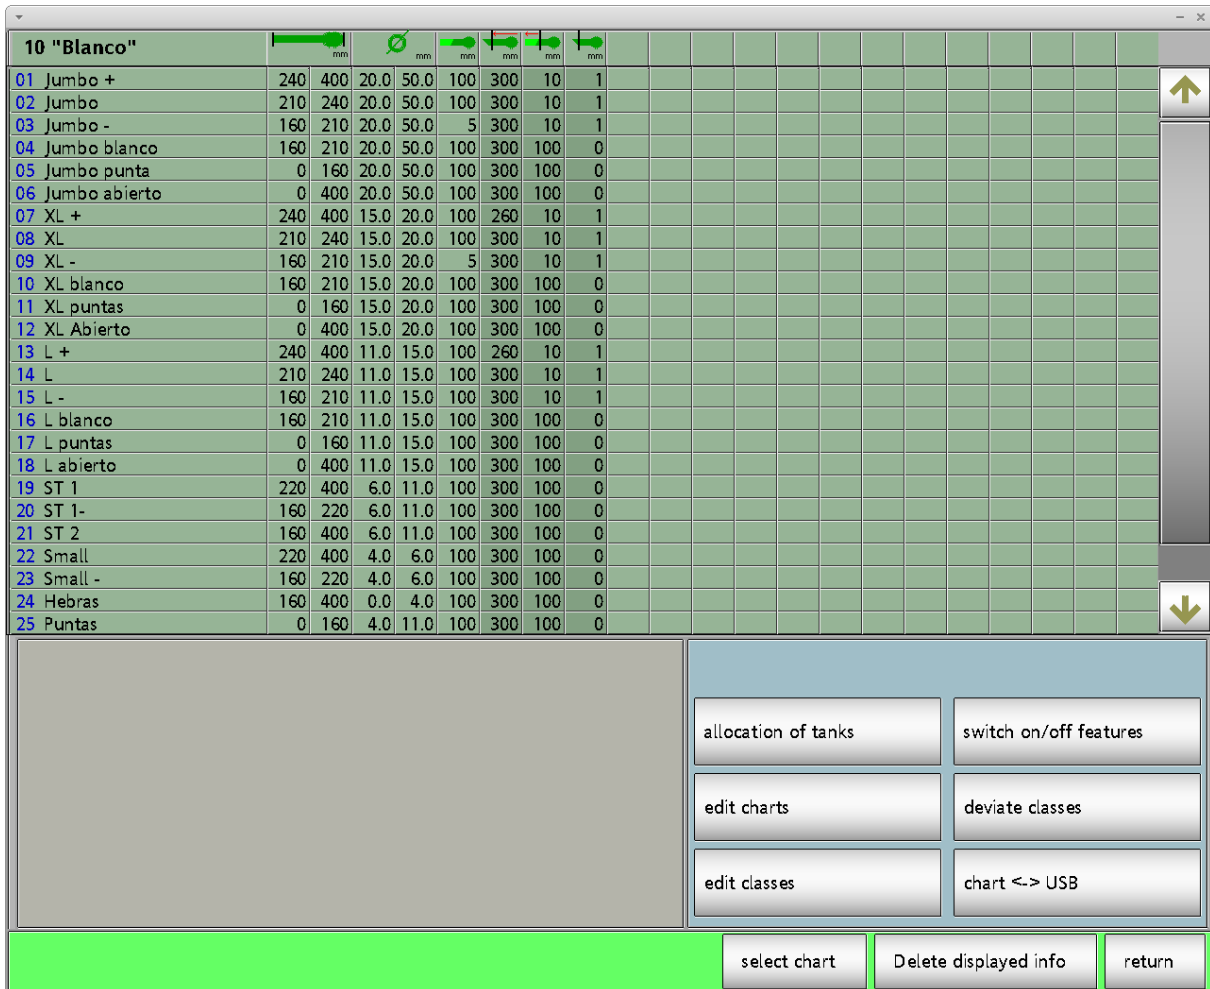 10 "Blanco" mm mm mm mm mm mm
01 Jumbo + 240 400 20.0 50.0 100 300 10 1
02 Jumbo 210 240 20.0 50.0 100 300 10 1
03 Jumbo - 160 210 20.0 50.0 5 300 10 1
04 Jumbo blanco 160 210 20.0 50.0 100 300 100 0
05 Jumbo punta 0 160 20.0 50.0 100 300 100 0
06 Jumbo abierto 0 400 20.0 50.0 100 300 100 0
07 XL + 240 400 15.0 20.0 100 260 10 1
08 XL 210 240 15.0 20.0 100 300 10 1
09 XL - 160 210 15.0 20.0 5 300 10 1
10 XL blanco 160 210 15.0 20.0 100 300 100 0
11 XL puntas 0 160 15.0 20.0 100 300 100 0
12 XL Abierto 0 400 15.0 20.0 100 300 100 0
13 L + 240 400 11.0 15.0 100 260 10 1
14 L 210 240 11.0 15.0 100 300 10 1
15 L - 160 210 11.0 15.0 100 300 10 1
16 L blanco 160 210 11.0 15.0 100 300 100 0
17 L puntas 0 160 11.0 15.0 100 300 100 0
18 L abierto 0 400 11.0 15.0 100 300 100 0
19 ST 1 220 400 6.0 11.0 100 300 100 0
20 ST 1- 160 220 6.0 11.0 100 300 100 0
21 ST 2 160 400 6.0 11.0 100 300 100 0
22 Small 220 400 4.0 6.0 100 300 100 0
23 Small - 160 220 4.0 6.0 100 300 100 0
24 Hebras 160 400 0.0 4.0 100 300 100 0
25 Puntas 0 160 4.0 11.0 100 300 100 0
allocation of tanks
switch on/off features
edit charts
deviate classes
edit classes
chart <-> USB
select chart
Delete displayed info
return